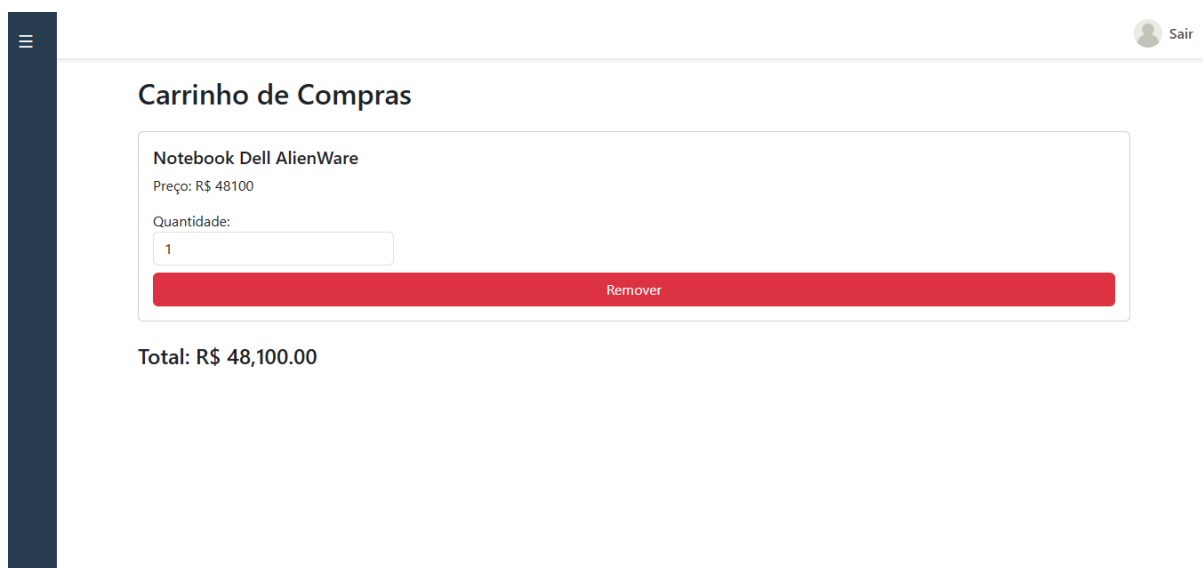 ☰
Sair
Carrinho de Compras
Notebook Dell AlienWare
Preço: R$ 48100
Quantidade:
1
Remover
Total: R$ 48,100.00